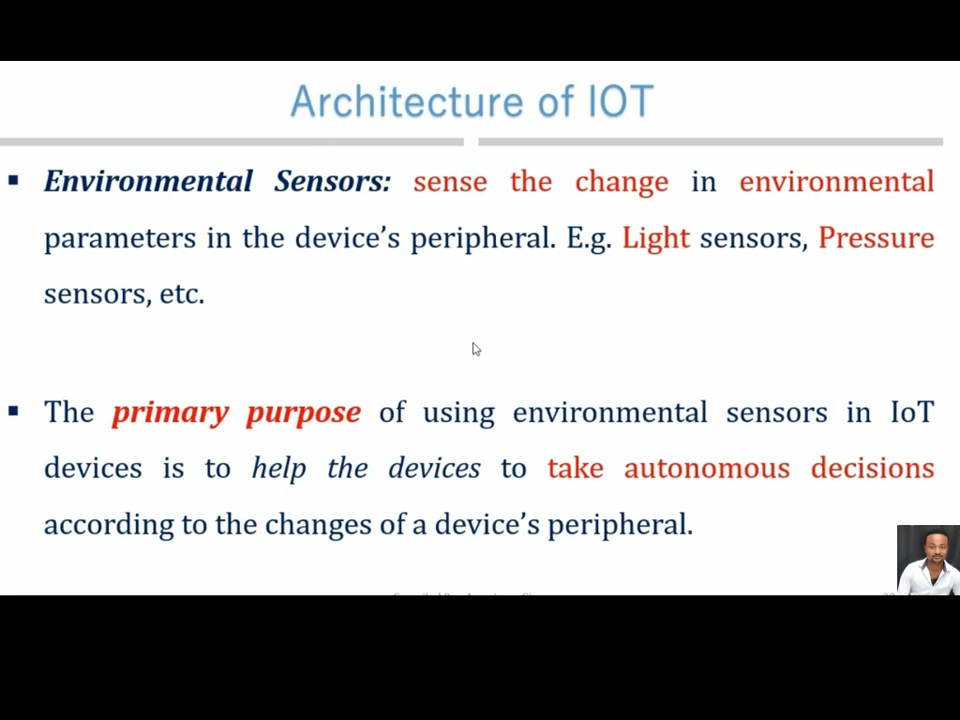 Architecture of IOT
▪ Environmental Sensors: sense the change in environmental
parameters in the device’s peripheral. E.g. Light sensors, Pressure
sensors, etc.
▪ The primary purpose of using environmental sensors in IoT
devices is to help the devices to take autonomous decisions
according to the changes of a device’s peripheral.